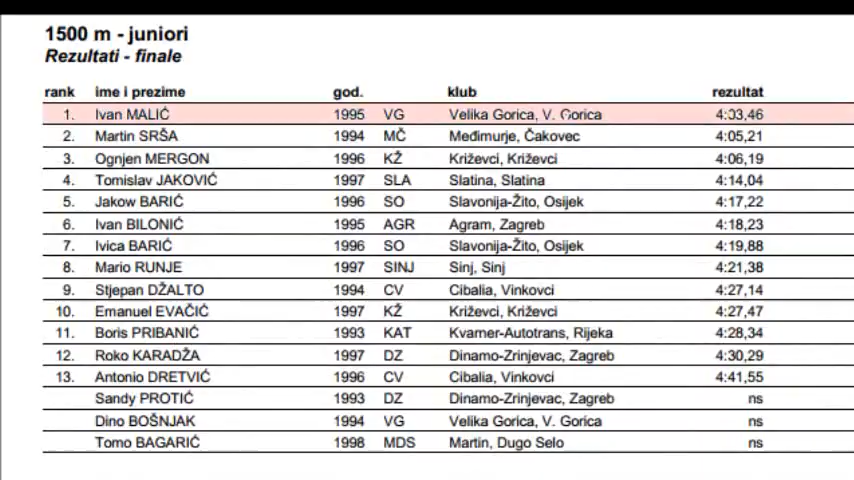 1500 m - juniori
Rezultati - finale
rank ime i prezime god. klub rezultat
1. Ivan MALIĆ 1995 VG Velika Gorica, V. Gorica 4:03,46
2. Martin SRŠA 1994 MČ Međimurje, Čakovec 4:05,21
3. Ognjen MERGON 1996 KŽ Križevci, Križevci 4:06,19
4. Tomislav JAKOVIĆ 1997 SLA Slatina, Slatina 4:14,04
5. Jakow BARIĆ 1996 SO Slavonija-Žito, Osijek 4:17,22
6. Ivan BILONIĆ 1995 AGR Agram, Zagreb 4:18,23
7. Ivica BARIĆ 1996 SO Slavonija-Žito, Osijek 4:19,88
8. Mario RUNJE 1997 SINJ Sinj, Sinj 4:21,38
9. Stjepan DŽALTO 1994 CV Cibalia, Vinkovci 4:27,14
10. Emanuel EVAČIĆ 1997 KŽ Križevci, Križevci 4:27,47
11. Boris PRIBANIĆ 1993 KAT Kvarner-Autotrans, Rijeka 4:28,34
12. Roko KARADŽA 1997 DZ Dinamo-Zrinjevac, Zagreb 4:30,29
13. Antonio DRETVIĆ 1996 CV Cibalia, Vinkovci 4:41,55
Sandy PROTIĆ 1993 DZ Dinamo-Zrinjevac, Zagreb ns
Dino BOŠNJAK 1994 VG Velika Gorica, V. Gorica ns
Tomo BAGARIĆ 1998 MDS Martin, Dugo Selo ns